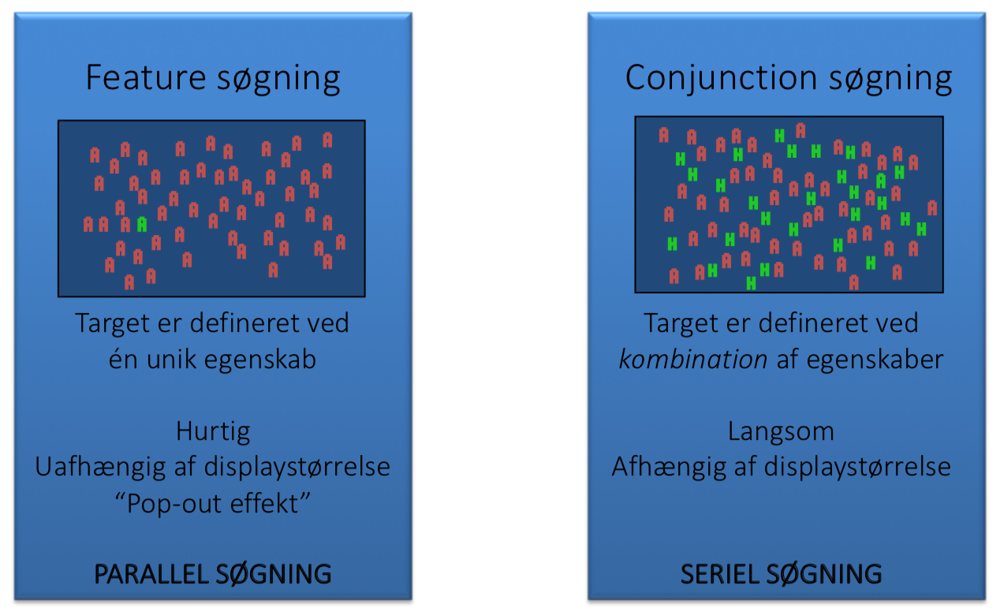 Feature søgning
Target er defineret ved
én unik egenskab
Hurtig
Uafhængig af displaystørrelse
“Pop-out effekt”
PARALLEL SØGNING
Conjunction søgning
Target er defineret ved
kombination af egenskaber
Langsom
Afhængig af displaystørrelse
SERIEL SØGNING